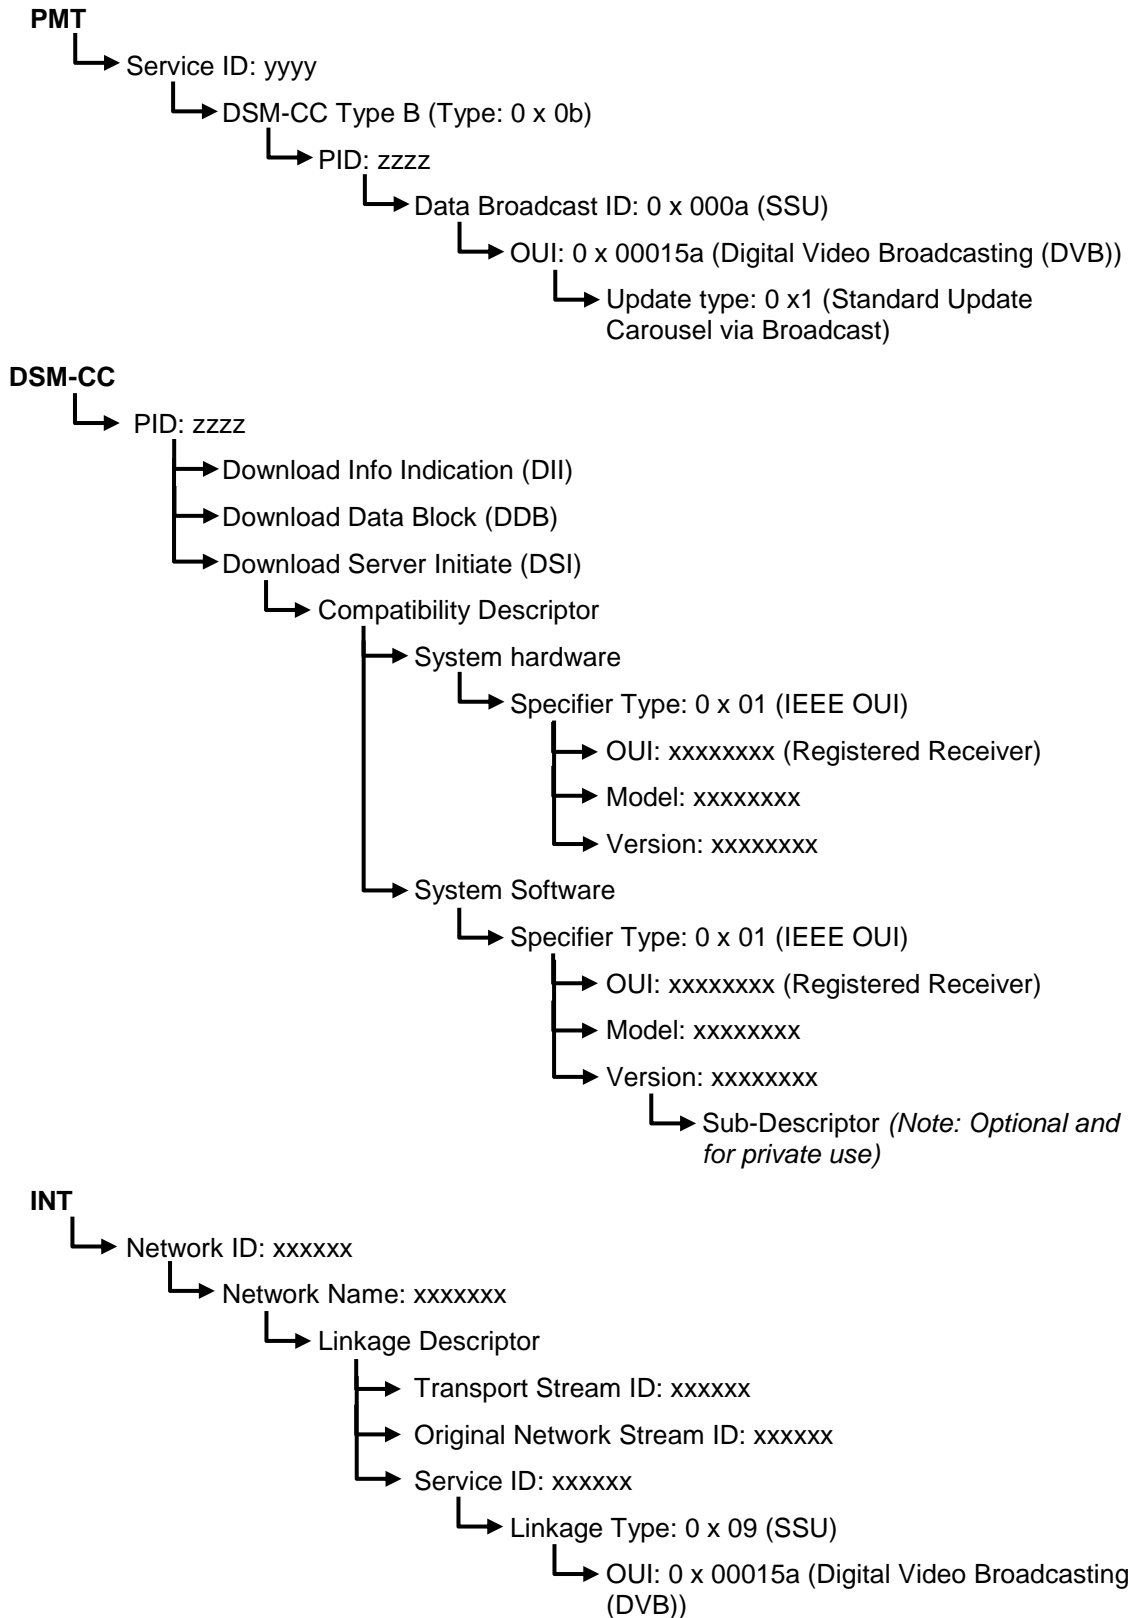 PMT
Service ID: yyyy
DSM-CC Type B (Type: 0 x 0b)
PID: zzzz
Data Broadcast ID: 0 x 000a (SSU)
OUI: 0 x 00015a (Digital Video Broadcasting (DVB))
Update type: 0 x1 (Standard Update
Carousel via Broadcast)
DSM-CC
PID: zzzz
Download Info Indication (DII)
Download Data Block (DDB)
Download Server Initiate (DSI)
Compatibility Descriptor
System hardware
Specifier Type: 0 x 01 (IEEE OUI)
OUI: xxxxxxxx (Registered Receiver)
Model: xxxxxxxx
Version: xxxxxxxx
System Software
Specifier Type: 0 x 01 (IEEE OUI)
OUI: xxxxxxxx (Registered Receiver)
Model: xxxxxxxx
Version: xxxxxxxx
Sub-Descriptor (Note: Optional and
for private use)
INT
Network ID: xxxxxx
Network Name: xxxxxxx
Linkage Descriptor
Transport Stream ID: xxxxxx
Original Network Stream ID: xxxxxx
Service ID: xxxxxx
Linkage Type: 0 x 09 (SSU)
OUI: 0 x 00015a (Digital Video Broadcasting
(DVB))